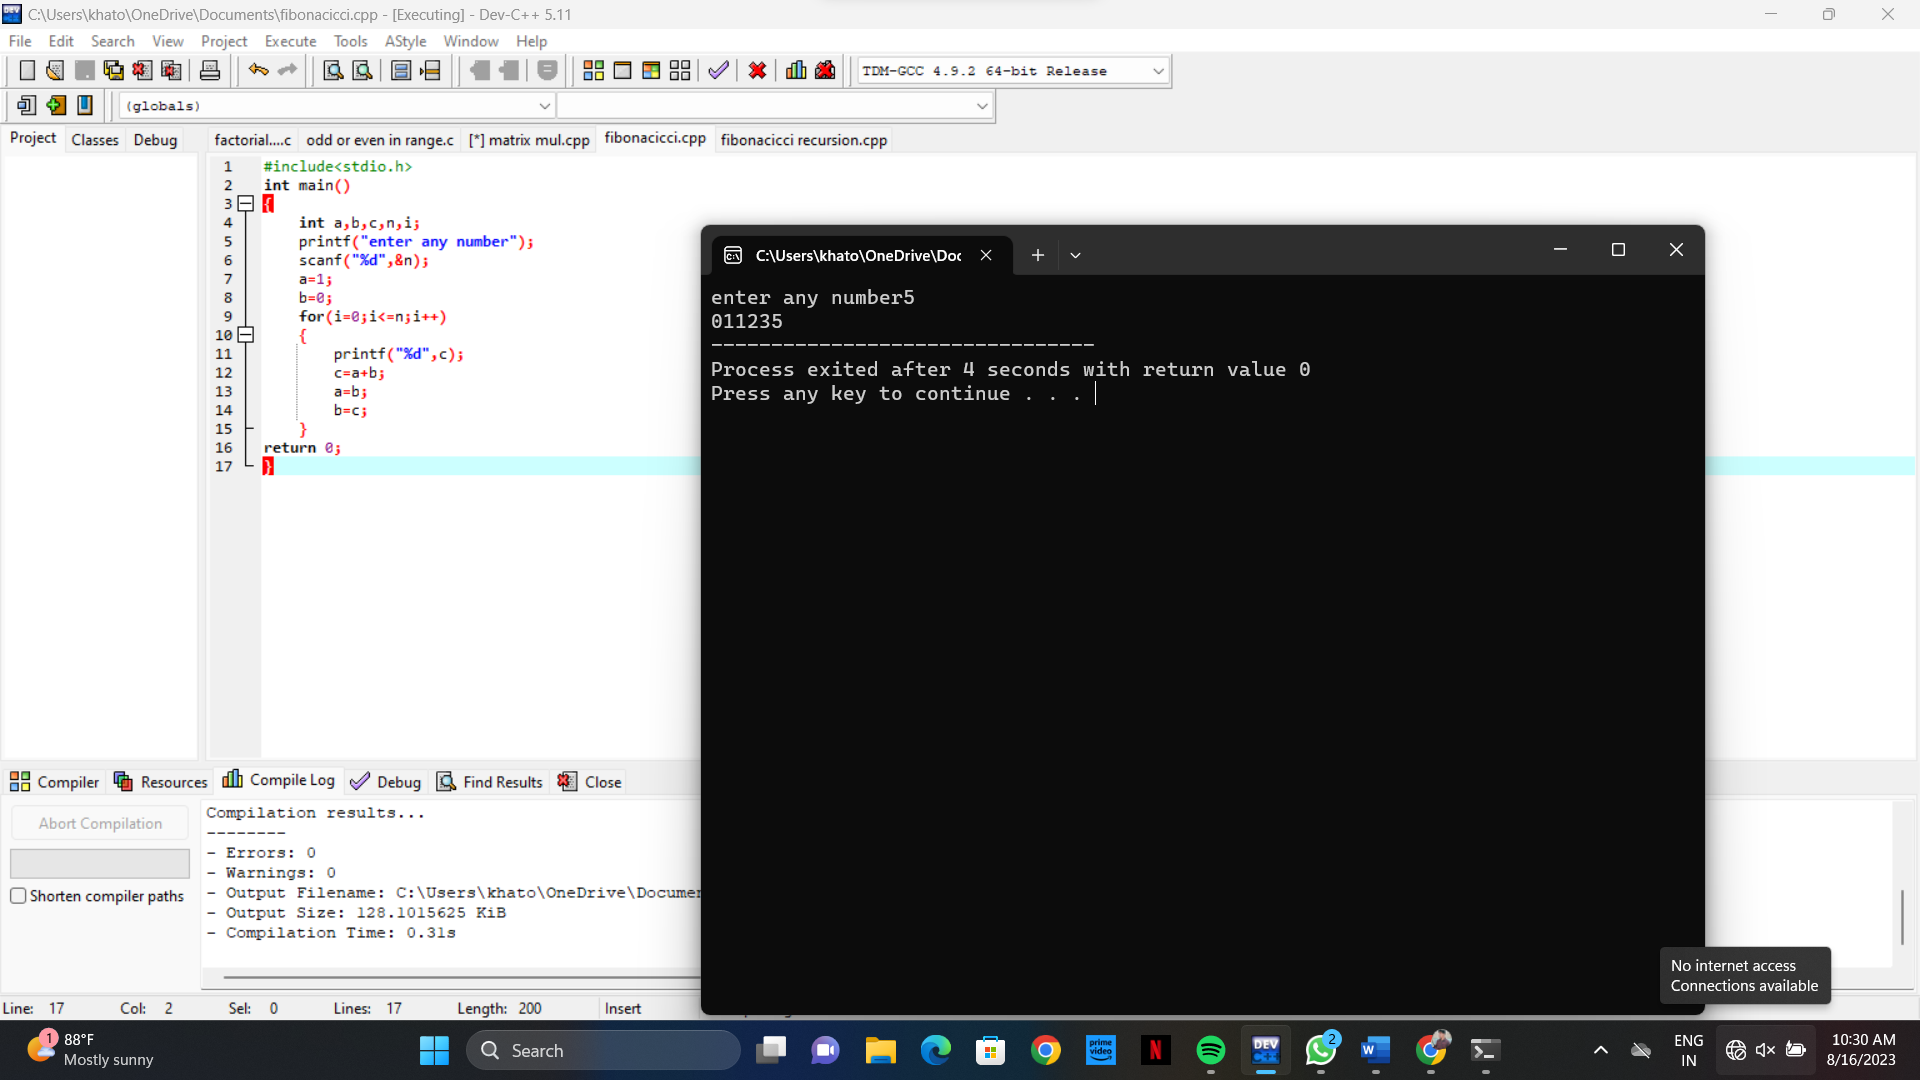 C:\Users\khato\OneDrive\Documents\fibonacicci.cpp - [Executing] - Dev-C++ 5.11
File Edit Search View Project Execute Tools AStyle Window Help
TDM-GCC 4.9.2 64-bit Release
(globals)
Project Classes Debug
factorial....c odd or even in range.c [*] matrix mul.cpp fibonacicci.cpp fibonacicci recursion.cpp
1 #include<stdio.h>
2 int main()
3 {
4 int a,b,c,n,i;
5 printf("enter any number");
6 scanf("%d",&n);
7 a=1;
8 b=0;
9 for(i=0;i<=n;i++)
10 {
11 printf("%d",c);
12 c=a+b;
13 a=b;
14 b=c;
15 }
16 return 0;
17 }
C:\Users\khato\OneDrive\Doc
enter any number5
011235
--------------------------------
Process exited after 4 seconds with return value 0
Press any key to continue . . .
Compiler Resources Compile Log Debug Find Results Close
Abort Compilation
Shorten compiler paths
Compilation results...
--------
- Errors: 0
- Warnings: 0
- Output Filename: C:\Users\khato\OneDrive\Documen
- Output Size: 128.1015625 KiB
- Compilation Time: 0.31s
No internet access
Connections available
Line: 17 Col: 2 Sel: 0 Lines: 17 Length: 200 Insert
1
88°F
Mostly sunny
Search
prime video
N
DEV C++
2
W
ENG
IN
10:30 AM
8/16/2023